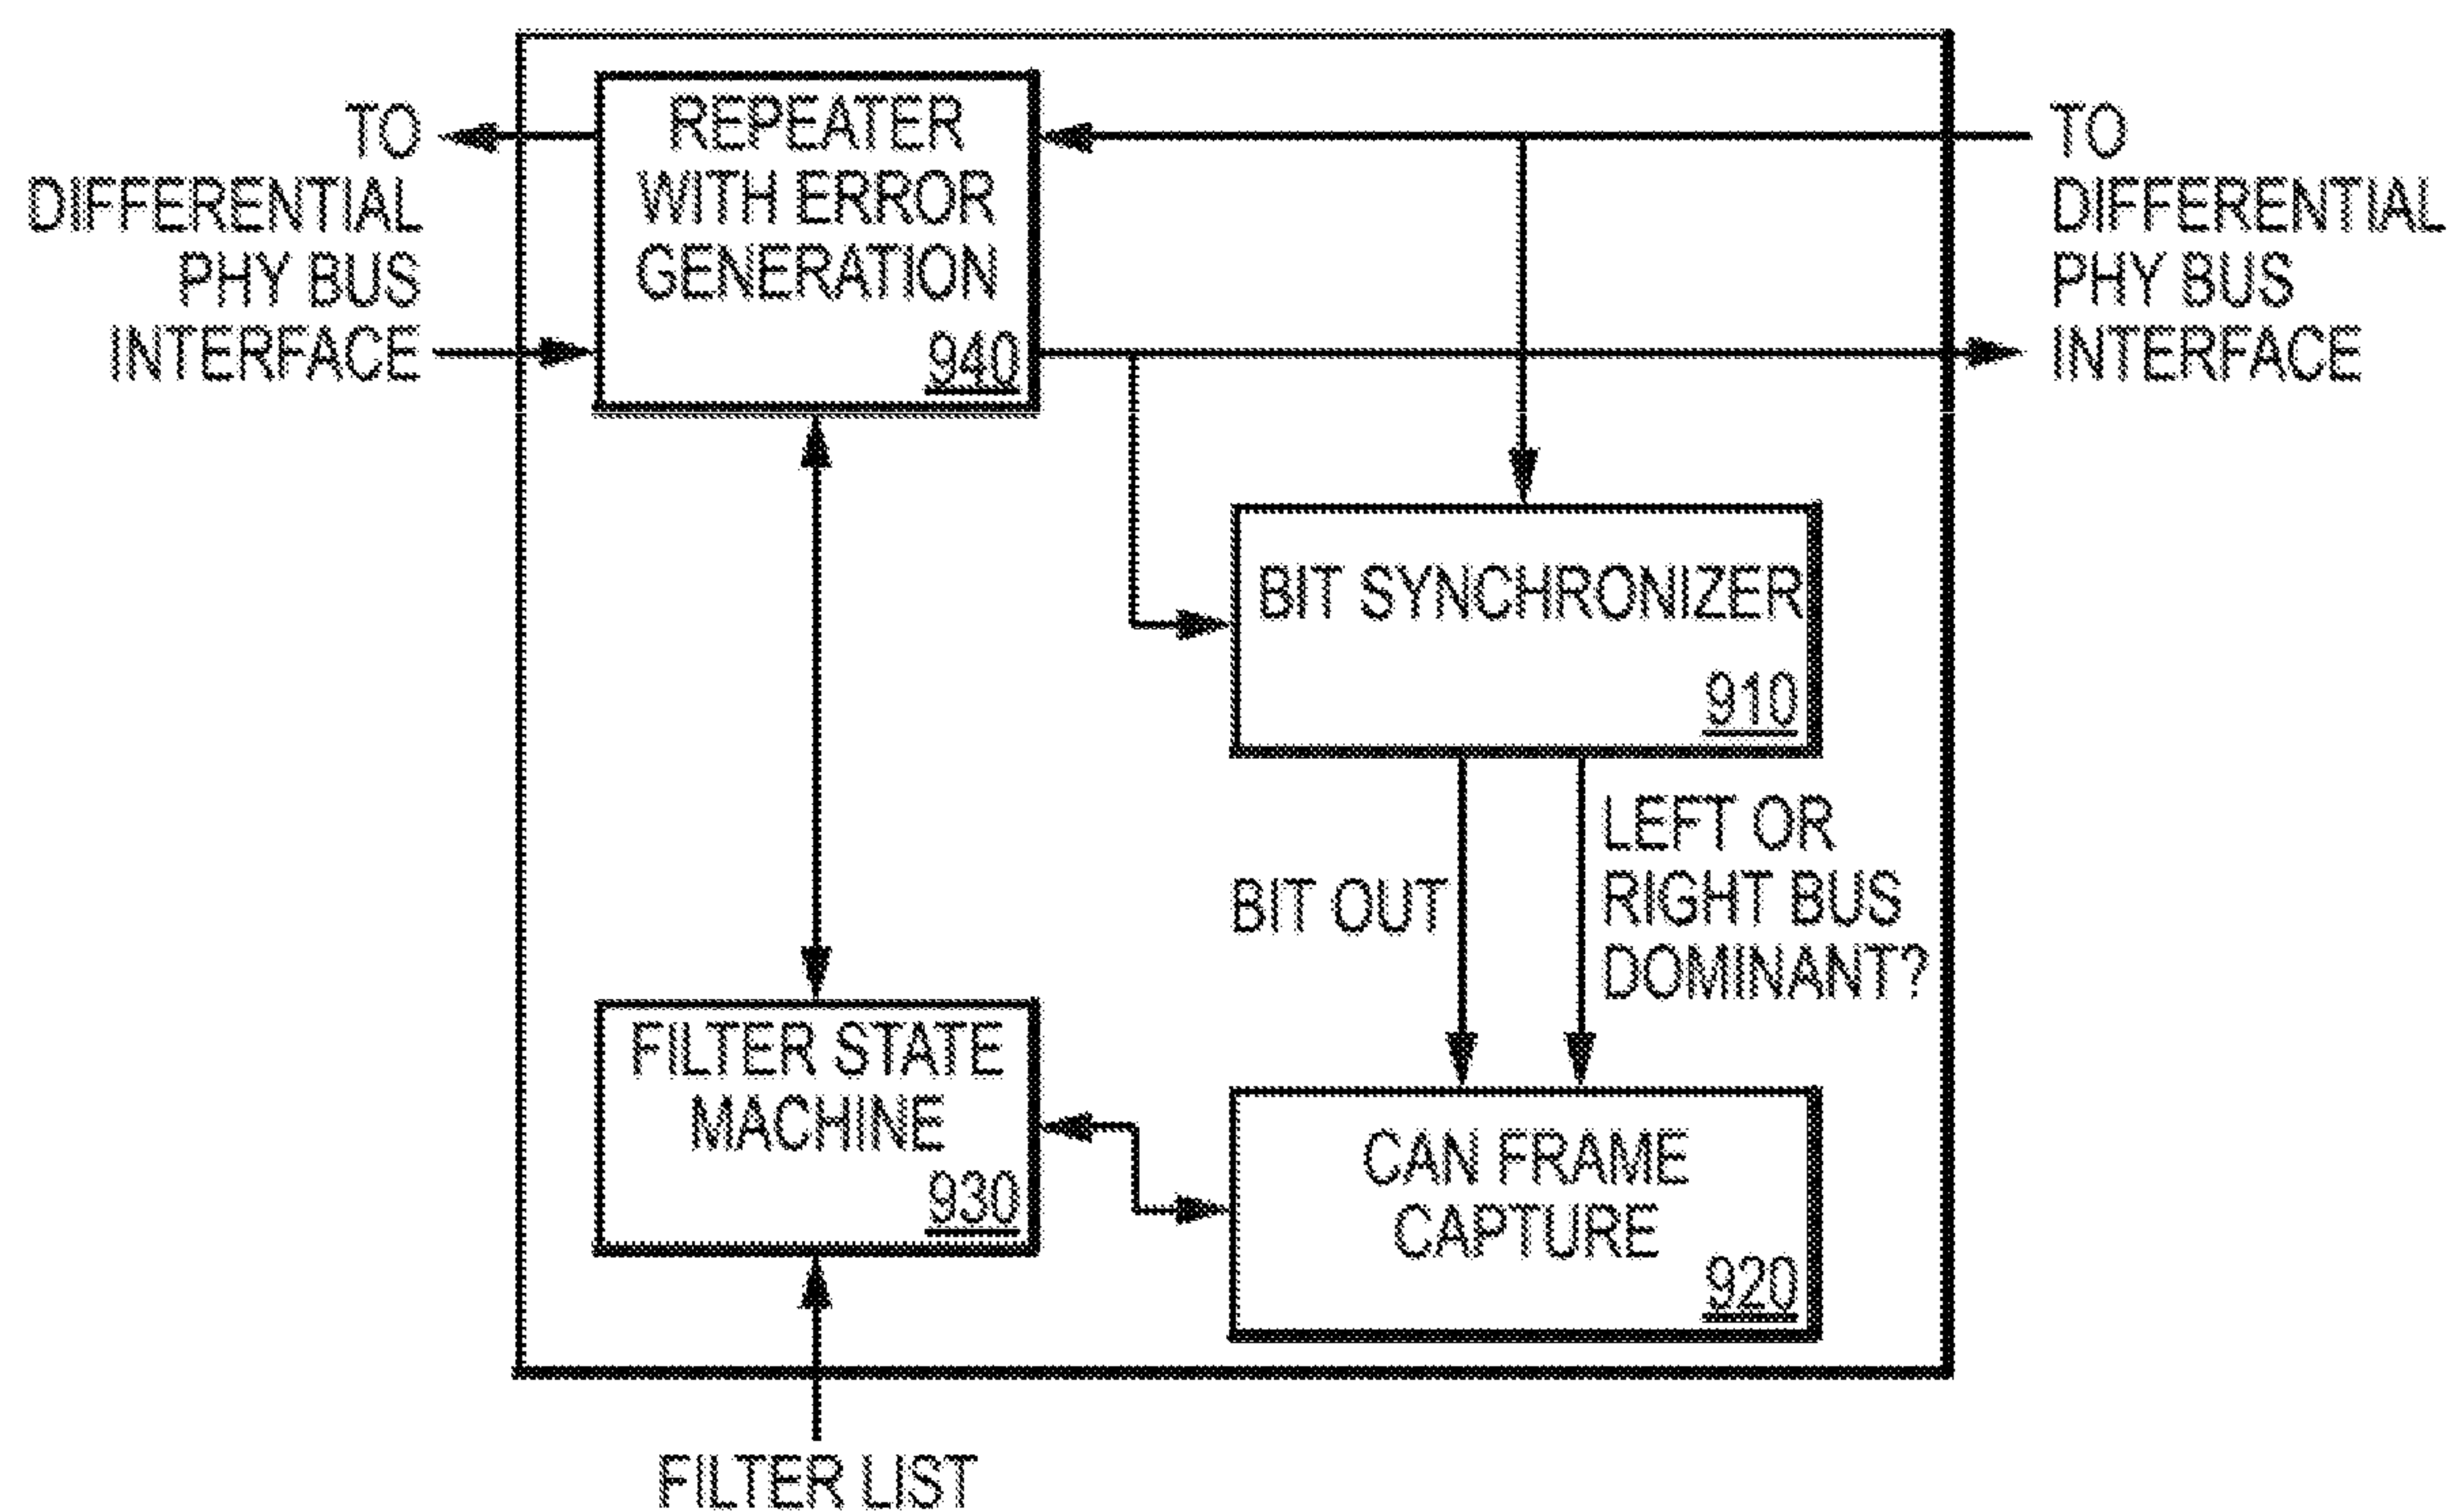 TO
DIFFERENTIAL
PHY BUS
INTERFACE
REPEATER
WITH ERROR
GENERATION
940
TO
DIFFERENTIAL
PHY BUS
INTERFACE
BIT SYNCHRONIZER
910
BIT OUT
LEFT OR
RIGHT BUS
DOMINANT?
FILTER STATE
MACHINE
930
CAN FRAME
CAPTURE
920
FILTER LIST